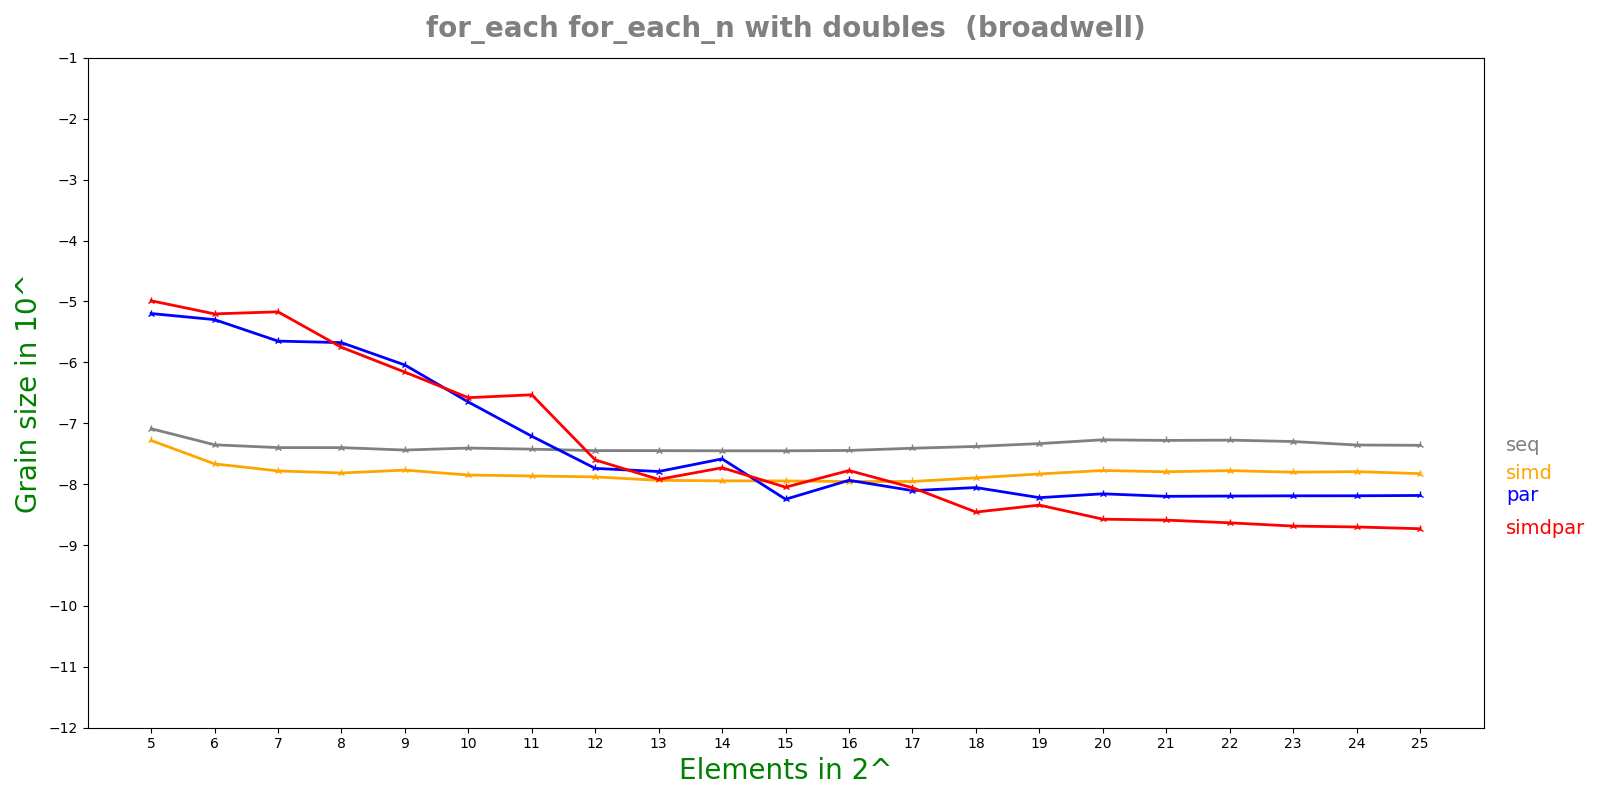 for_each for_each_n with doubles  (broadwell)
−1
−2
−3
−4
−5
−6
−7
−8
−9
−10
−11
−12
Grain size in 10^
5 6 7 8 9 10 11 12 13 14 15 16 17 18 19 20 21 22 23 24 25
Elements in 2^
seq
simd
par
simdpar